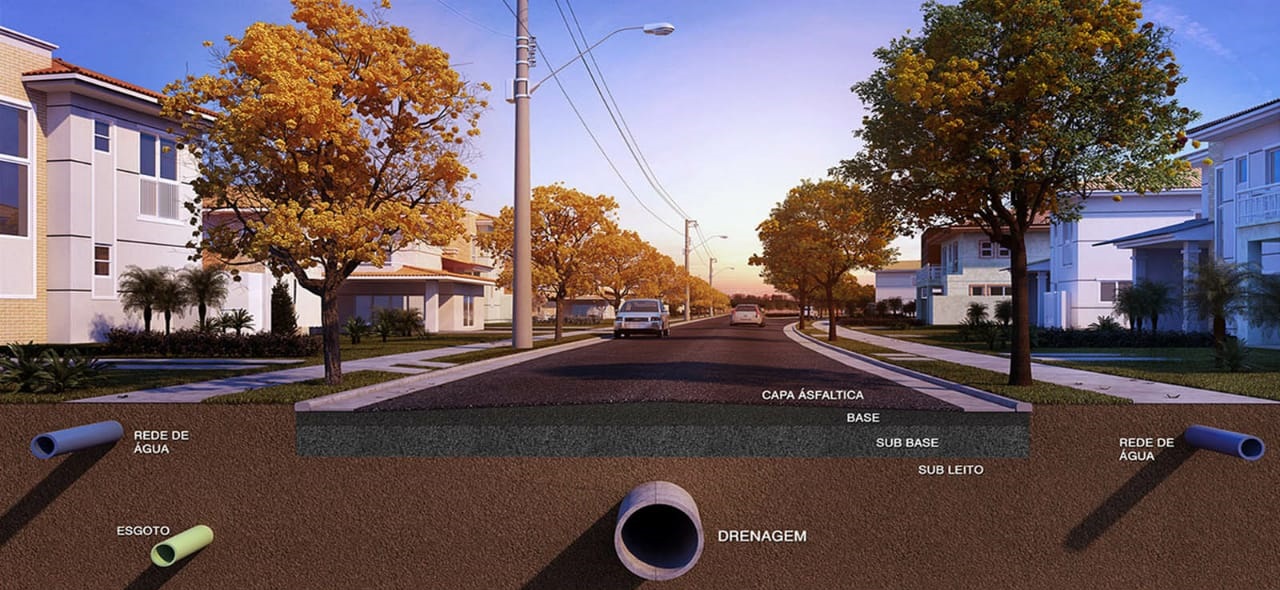 CAPA ÁSFALTICA
BASE
REDE DE
ÁGUA
SUB BASE
REDE DE
ÁGUA
SUB LEITO
ESGOTO
DRENAGEM